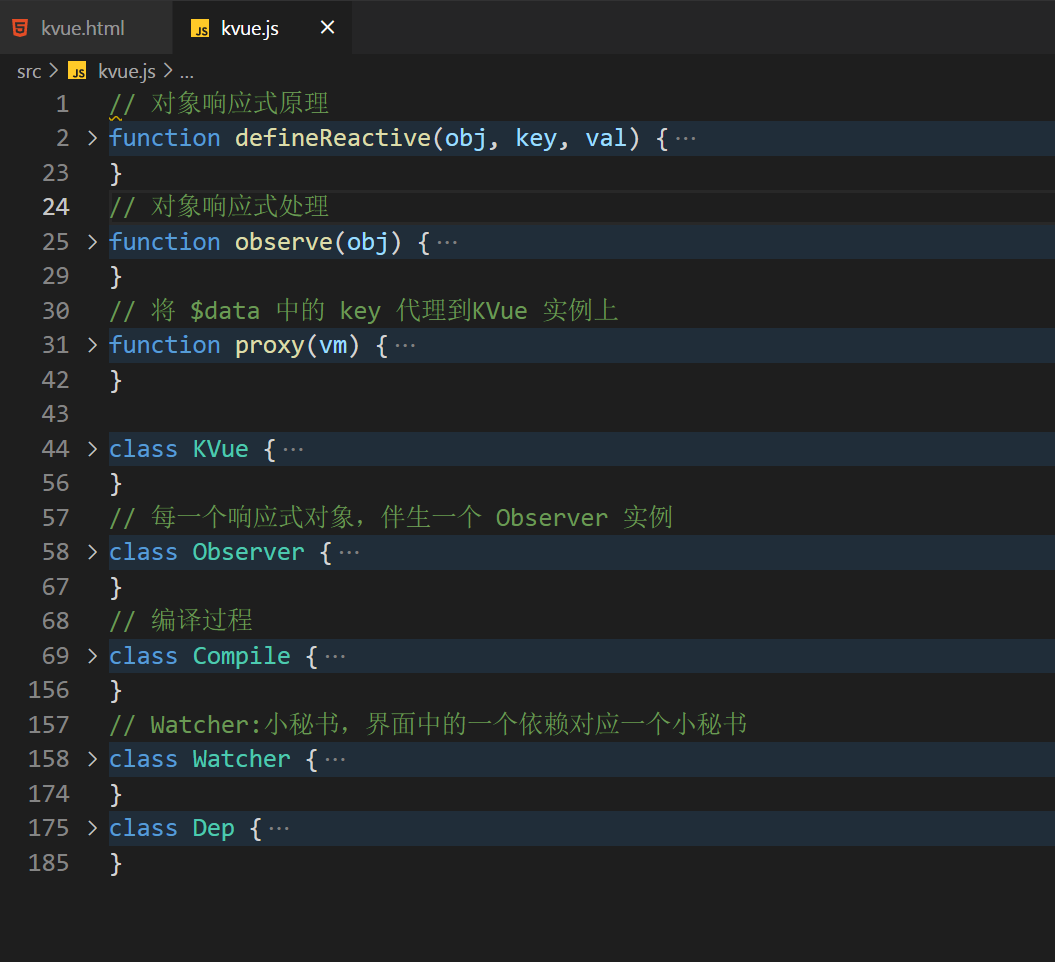 kvue.html JS kvue.js ×
src > JS kvue.js > ...
1 // 对象响应式原理
2 > function defineReactive(obj, key, val) { ···
23 }
24 // 对象响应式处理
25 > function observe(obj) { ···
29 }
30 // 将 $data 中的 key 代理到KVue 实例上
31 > function proxy(vm) { ···
42 }
43
44 > class KVue { ···
56 }
57 // 每一个响应式对象，伴生一个 Observer 实例
58 > class Observer { ···
67 }
68 // 编译过程
69 > class Compile { ···
156 }
157 // Watcher:小秘书，界面中的一个依赖对应一个小秘书
158 > class Watcher { ···
174 }
175 > class Dep { ···
185 }